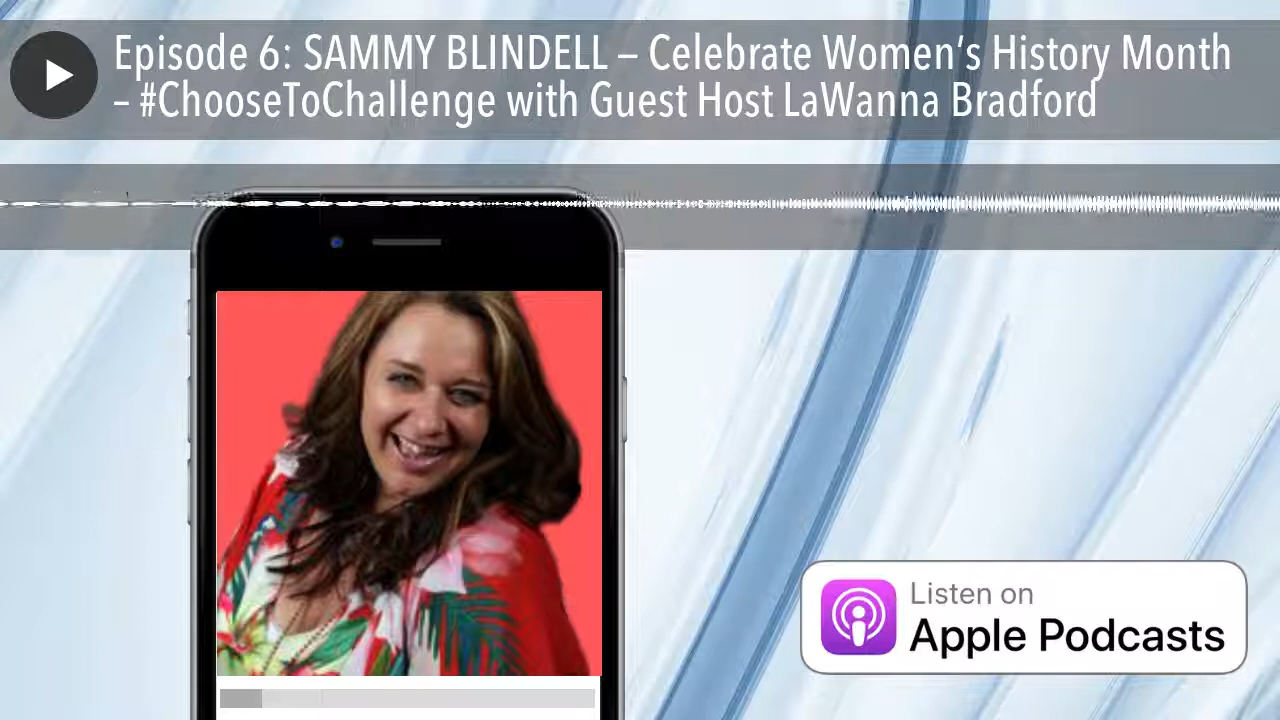 Episode 6: SAMMY BLINDELL – Celebrate Women’s History Month
– #ChooseToChallenge with Guest Host LaWanna Bradford
Listen on
Apple Podcasts